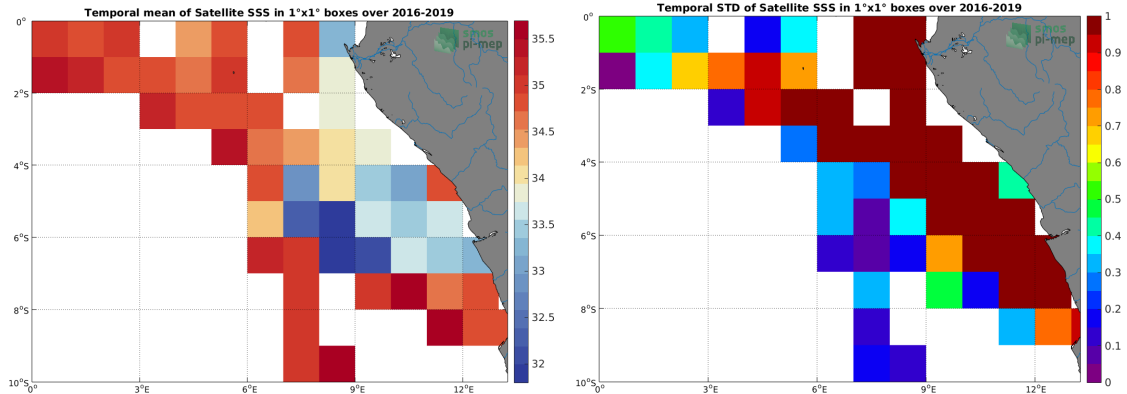 Temporal mean of Satellite SSS in 1°x1° boxes over 2016-2019
0°
2°S
4°S
6°S
8°S
10°S
0°
3°E
6°E
9°E
12°E
35.5
35
34.5
34
33.5
33
32.5
32
smos
pi-mep
Temporal STD of Satellite SSS in 1°x1° boxes over 2016-2019
0°
2°S
4°S
6°S
8°S
10°S
0°
3°E
6°E
9°E
12°E
1
0.9
0.8
0.7
0.6
0.5
0.4
0.3
0.2
0.1
0
smos
pi-mep